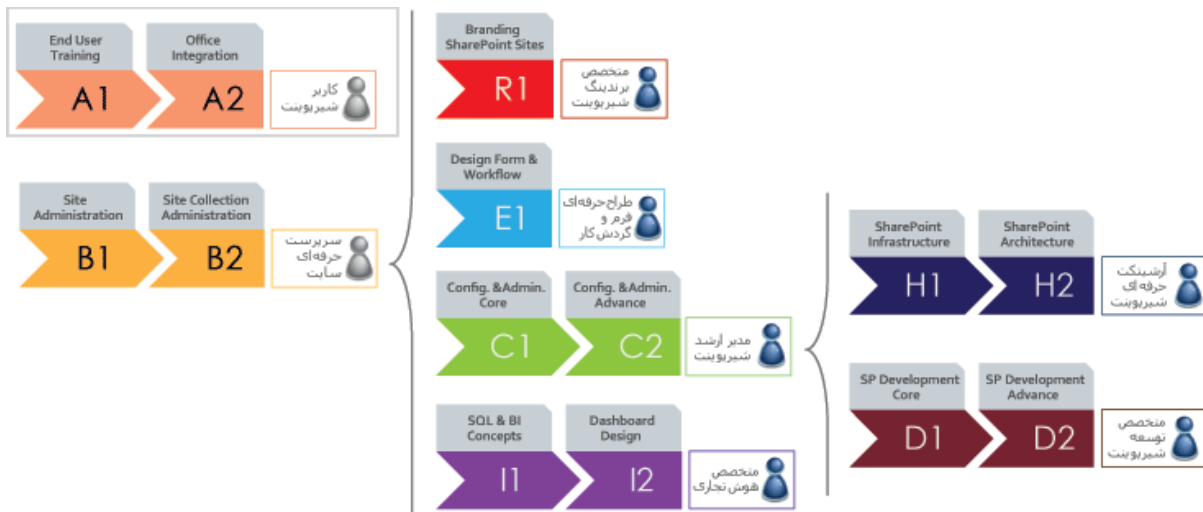 End User
Training
A1
Office
Integration
A2
کاربر
شیرپوینت
Site
Administration
B1
Site Collection
Administration
B2
سرپرست
حرفه‌ای
سایت
Branding
SharePoint Sites
R1
متخصص
برندینگ
شیرپوینت
Design Form &
Workflow
E1
طراح حرفه‌ای
فرم و
گردش کار
Config. &Admin.
Core
C1
Config. &Admin.
Advance
C2
مدیر ارشد
شیرپوینت
SQL & BI
Concepts
I1
Dashboard
Design
I2
متخصص
هوش تجاری
SharePoint
Infrastructure
H1
SharePoint
Architecture
H2
آرشیتکت
حرفه ای
شیرپوینت
SP Development
Core
D1
SP Development
Advance
D2
متخصص
توسعه
شیرپوینت